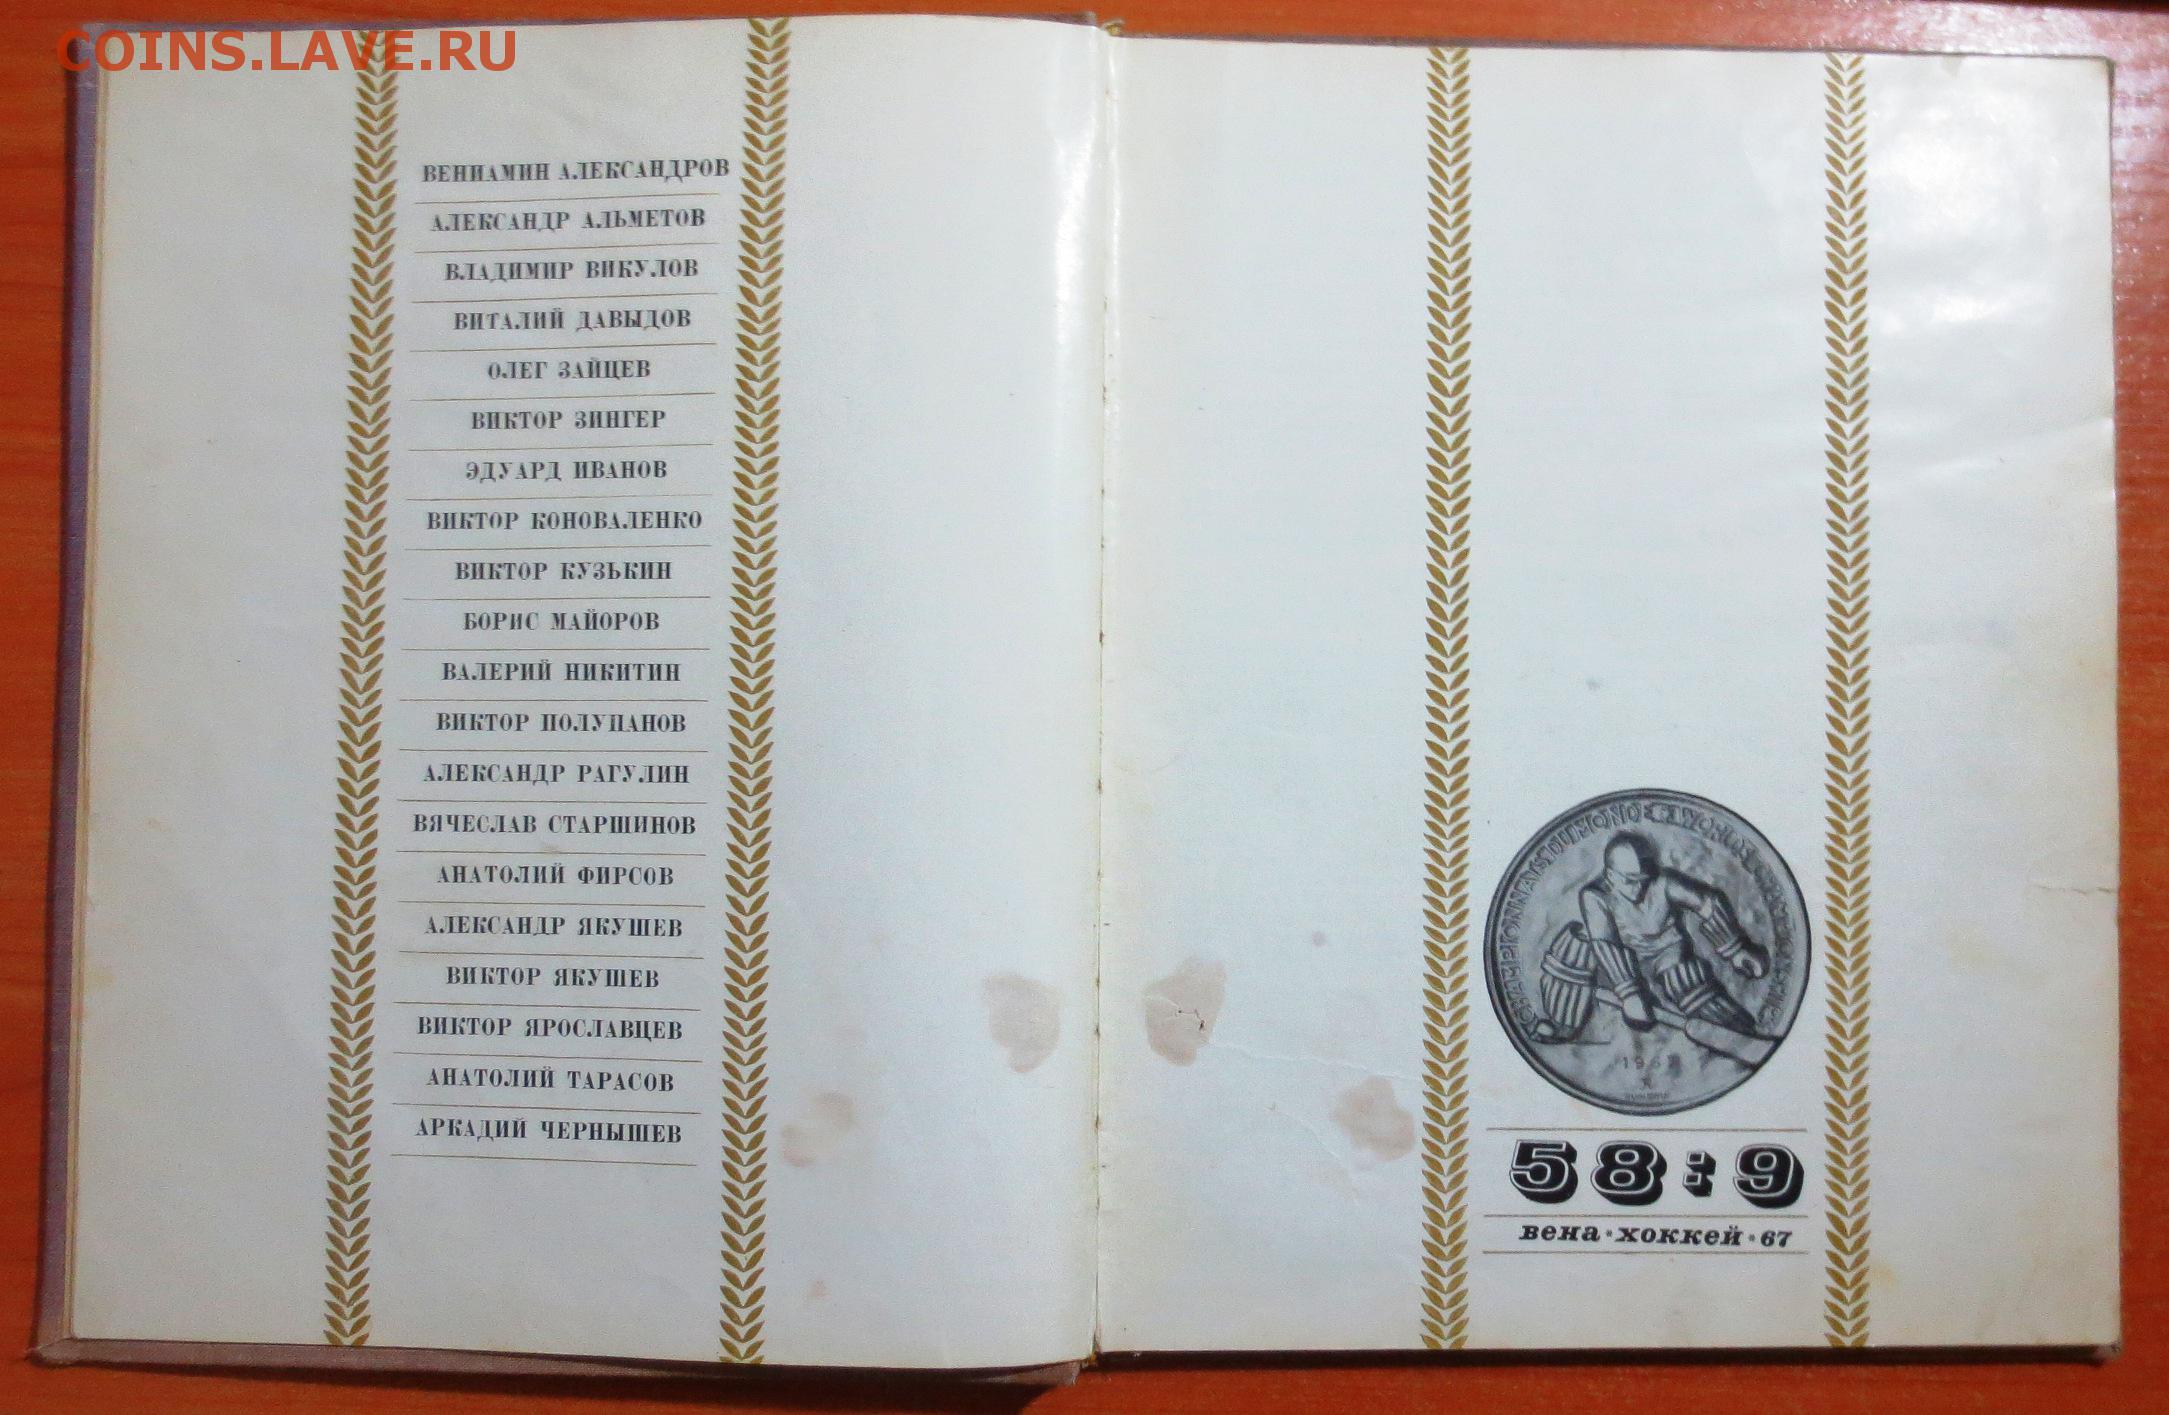 COINS.LAVE.RU
ВЕНИАМИН АЛЕКСАНДРОВ
АЛЕКСАНДР АЛЬМЕТОВ
ВЛАДИМИР ВИКУЛОВ
ВИТАЛИЙ ДАВЫДОВ
ОЛЕГ ЗАЙЦЕВ
ВИКТОР ЗИНГЕР
ЭДУАРД ИВАНОВ
ВИКТОР КОНОВАЛЕНКО
ВИКТОР КУЗЬКИН
БОРИС МАЙОРОВ
ВАЛЕРИЙ НИКИТИН
ВИКТОР ПОЛУПАНОВ
АЛЕКСАНДР РАГУЛИН
ВЯЧЕСЛАВ СТАРШИНОВ
АНАТОЛИЙ ФИРСОВ
АЛЕКСАНДР ЯКУШЕВ
ВИКТОР ЯКУШЕВ
ВИКТОР ЯРОСЛАВЦЕВ
АНАТОЛИЙ ТАРАСОВ
АРКАДИЙ ЧЕРНЫШЕВ
1967
58:9
вена • хоккей • 67